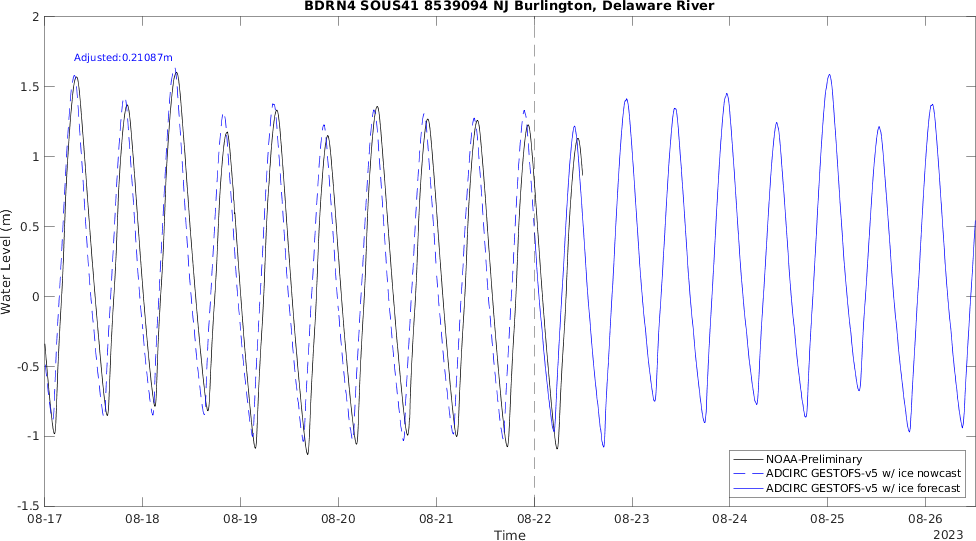 BDRN4 SOUS41 8539094 NJ Burlington, Delaware River
Adjusted:0.21087m
Water Level (m)
2
1.5
1
0.5
0
-0.5
-1
-1.5
NOAA-Preliminary
ADCIRC GESTOFS-v5 w/ ice nowcast
ADCIRC GESTOFS-v5 w/ ice forecast
08-17 08-18 08-19 08-20 08-21 08-22 08-23 08-24 08-25 08-26
Time
2023